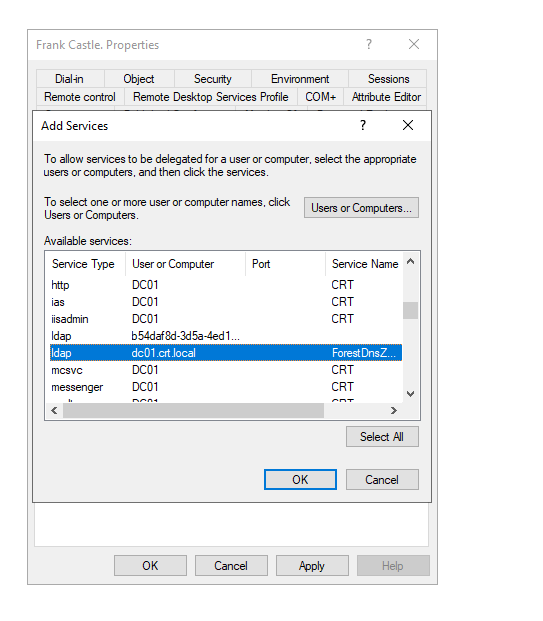 Frank Castle. Properties ? ×
Dial-in Object Security Environment Sessions
Remote control Remote Desktop Services Profile COM+ Attribute Editor
Add Services ? ×
To allow services to be delegated for a user or computer, select the appropriate
users or computers, and then click the services.
To select one or more user or computer names, click
Users or Computers.
Users or Computers...
Available services:
Service Type User or Computer Port Service Name
http DC01 CRT
ias DC01 CRT
iisadmin DC01 CRT
ldap b54daf8d-3d5a-4ed1...
ldap dc01.crt.local ForestDnsZ...
mcsvc DC01 CRT
messenger DC01 CRT
DC01 CRT
Select All
OK Cancel
OK Cancel Apply Help